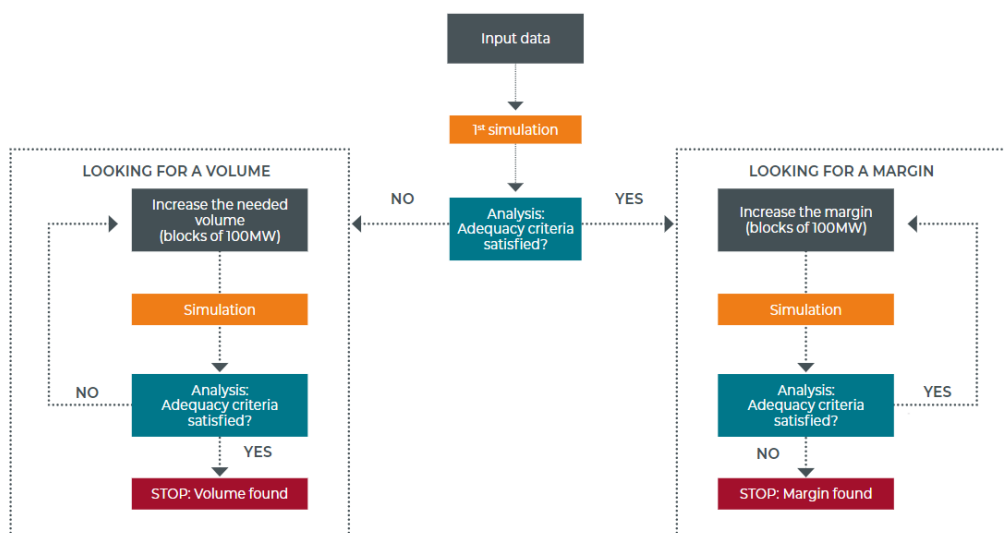 Input data
1st simulation
LOOKING FOR A VOLUME
LOOKING FOR A MARGIN
Increase the needed
volume
(blocks of 100MW)
NO
Analysis:
Adequacy criteria
satisfied?
YES
Increase the margin
(blocks of 100MW)
Simulation
Simulation
NO
Analysis:
Adequacy criteria
satisfied?
Analysis:
Adequacy criteria
satisfied?
YES
YES
NO
STOP: Volume found
STOP: Margin found